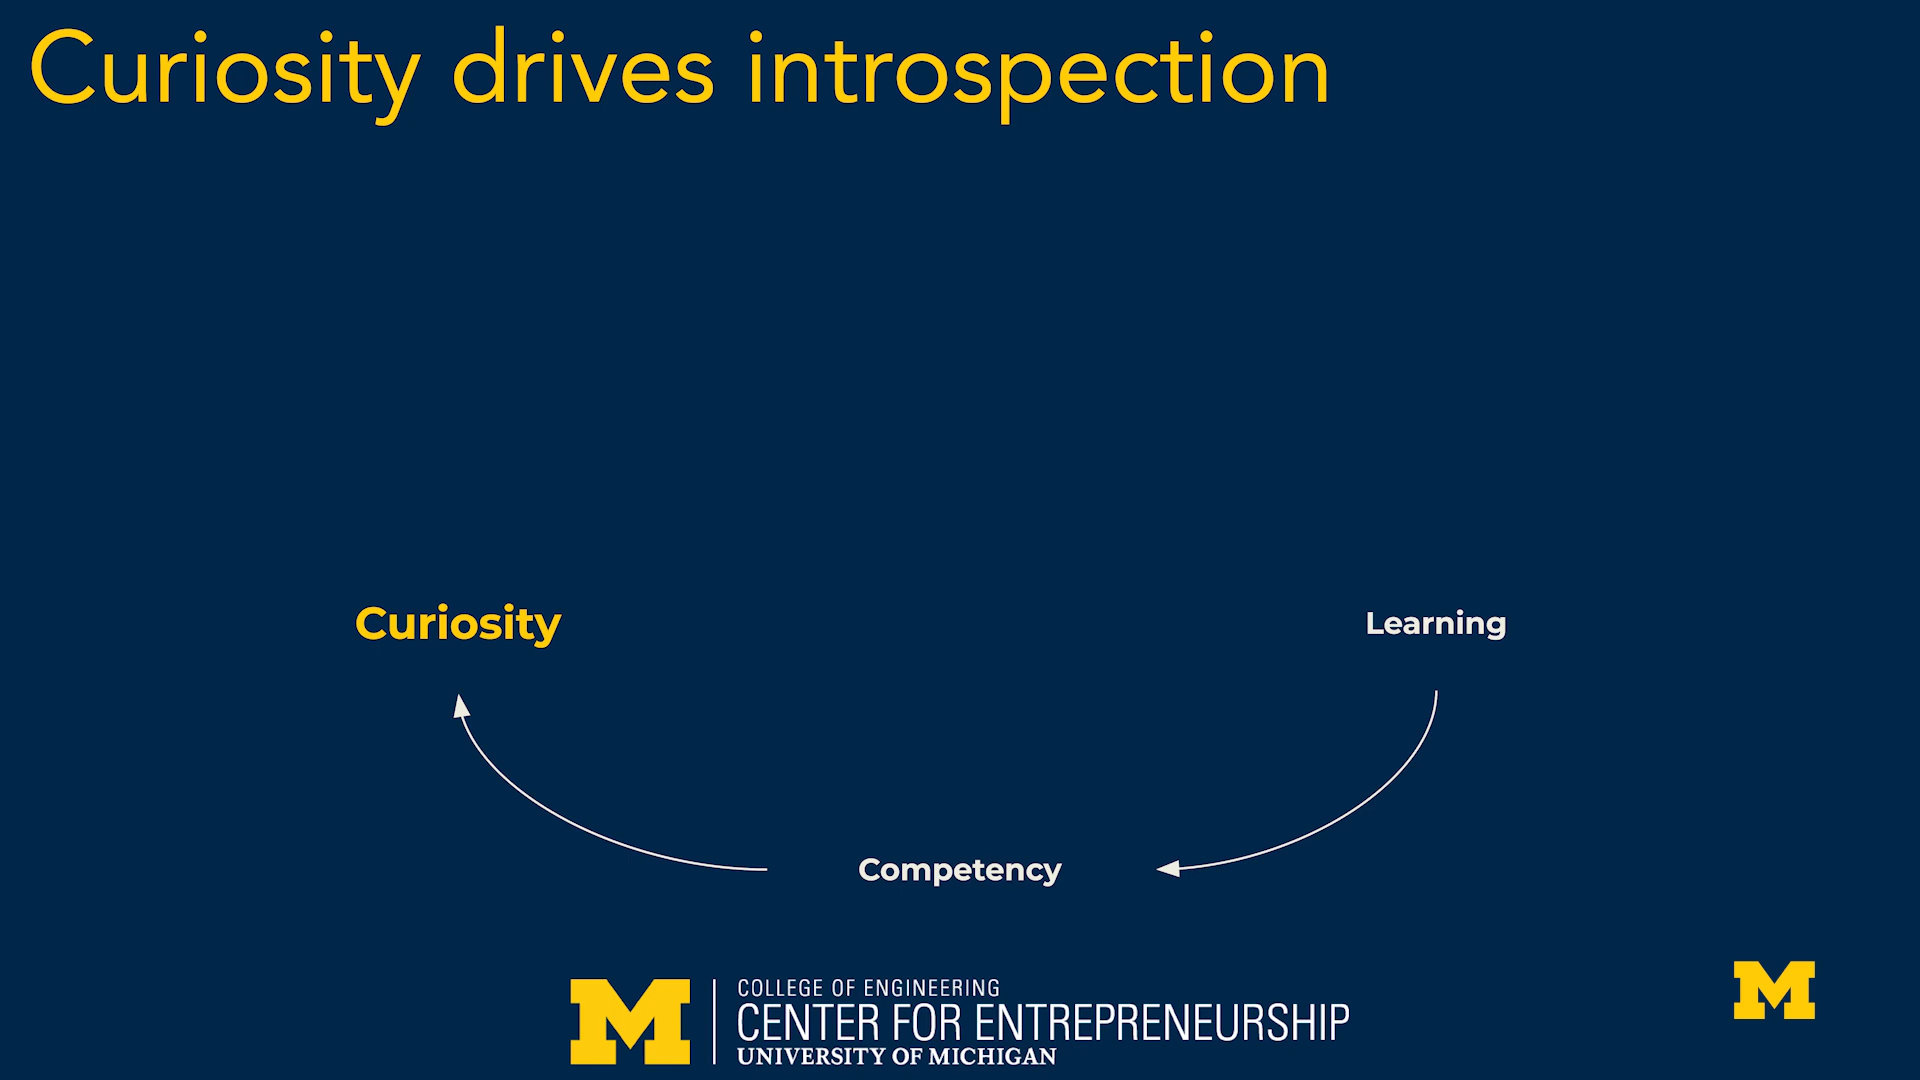 Curiosity drives introspection
Curiosity
Learning
Competency
M
COLLEGE OF ENGINEERING
CENTER FOR ENTREPRENEURSHIP
UNIVERSITY OF MICHIGAN
M